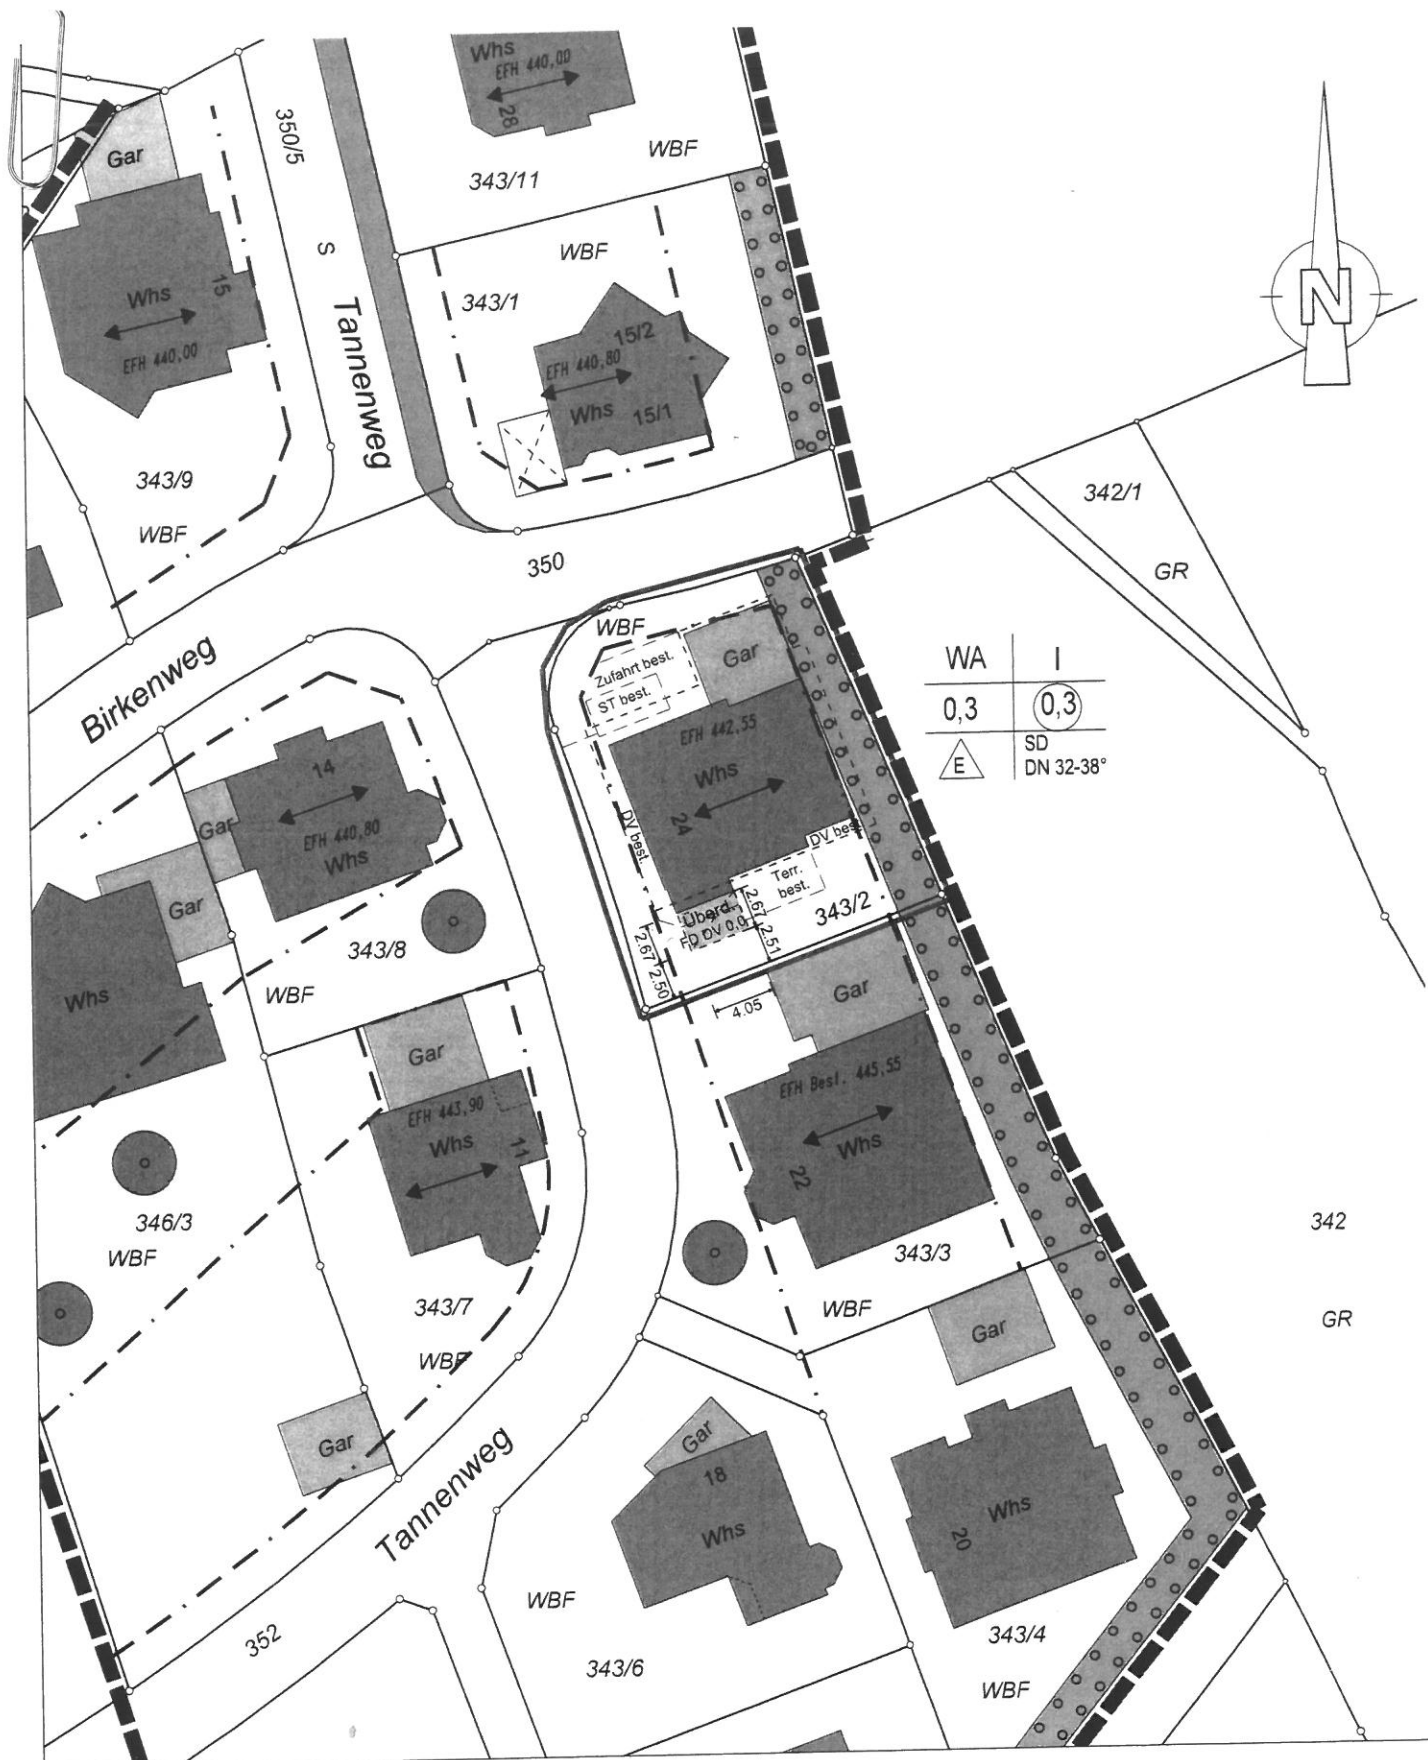 Whs
EFH 440,00
28
WBF
343/11
Gar
350/5
S
Tannenweg
Whs
15
EFH 440,00
343/9
WBF
WBF
343/1
15/2
EFH 440,80
Whs
15/1
N
342/1
GR
350
Birkenweg
WBF
Zufahrt best.
ST best.
Gar
EFH 442,55
Whs
24
DV best.
DV bes
Terr.
best.
Überd.
FD DV 0,0
2.67
2.51
2.67
2.50
343/2
WA
I
0,3
0,3
E
SD
DN 32-38°
14
Gar
EFH 440,80
Whs
Gar
343/8
WBF
Whs
Gar
4.05
Gar
EFH Best. 445,55
Whs
22
EFH 443,90
Whs
11
346/3
WBF
343/3
WBF
342
GR
343/7
WBF
Gar
Gar
Gar
18
Whs
Whs
20
Tannenweg
WBF
352
343/6
343/4
WBF